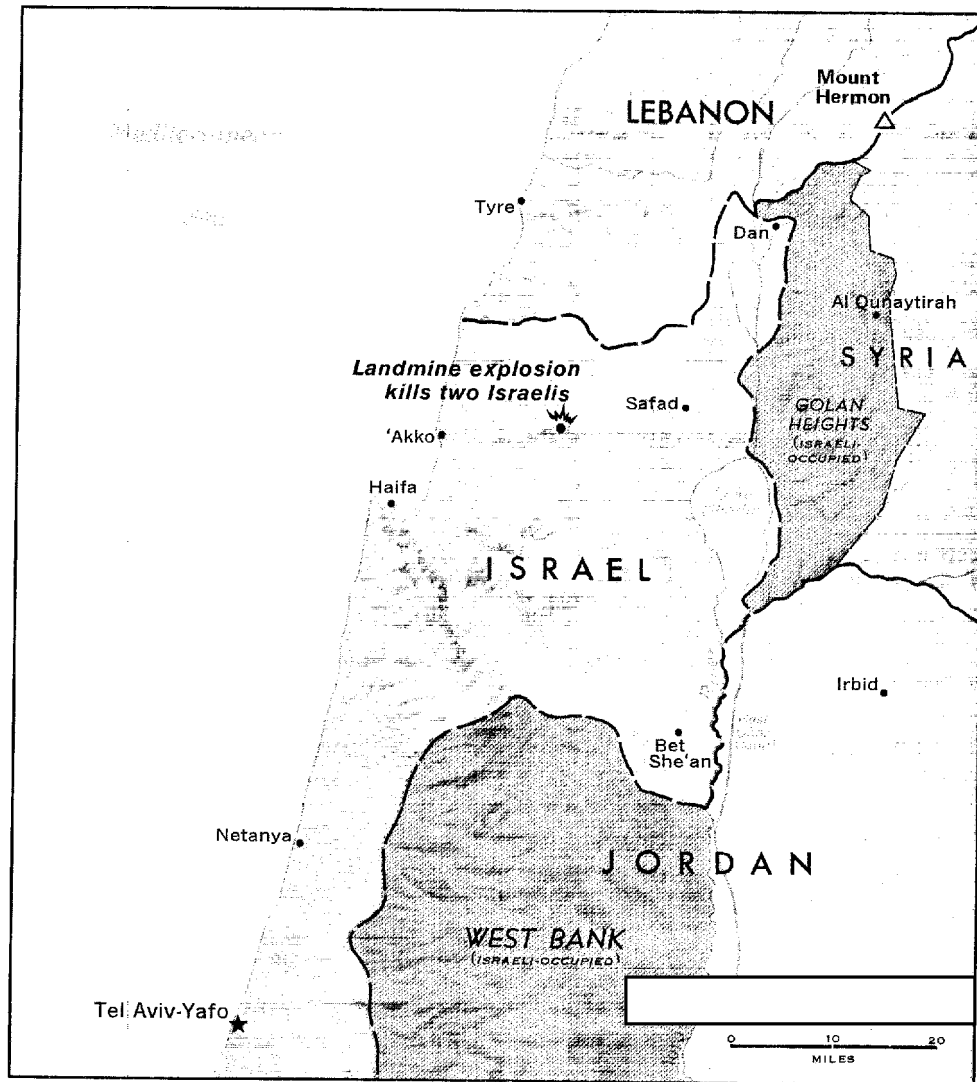 Mount
Hermon
LEBANON
Mediterranean
Sea
Tyre
Dan
Al Qunaytirah
SYRIA
Landmine explosion
kills two Israelis
GOLAN
HEIGHTS
(ISRAELI-
OCCUPIED)
Safad
'Akko
Haifa
ISRAEL
Irbid
Bet
She'an
Netanya
JORDAN
WEST BANK
(ISRAELI-OCCUPIED)
Tel Aviv-Yafo
0 10 20
MILES